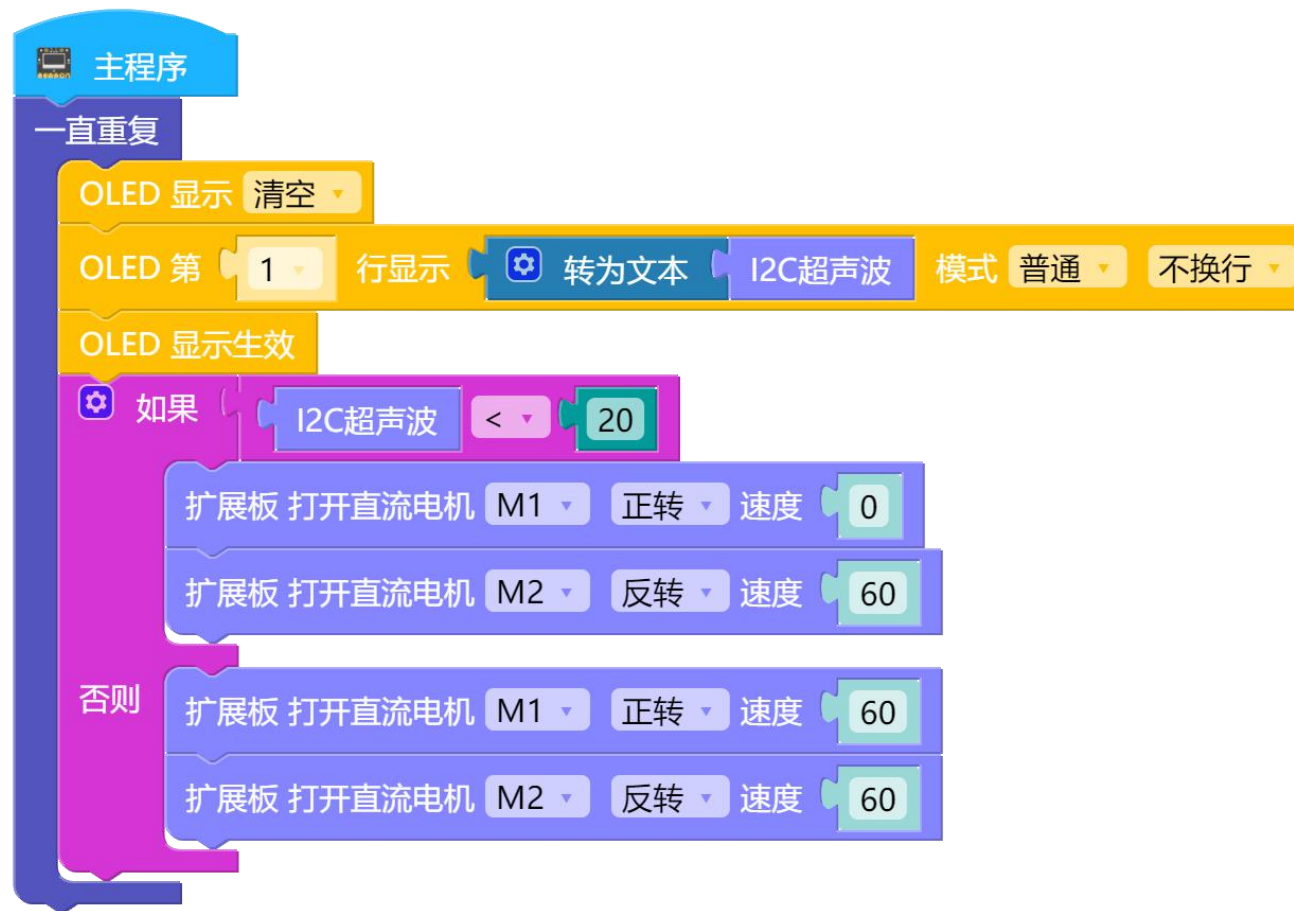 主程序
一直重复
OLED 显示 清空
OLED 第 1 行显示 转为文本 I2C超声波 模式 普通 不换行
OLED 显示生效
如果 I2C超声波 < 20
扩展板 打开直流电机 M1 正转 速度 0
扩展板 打开直流电机 M2 反转 速度 60
否则
扩展板 打开直流电机 M1 正转 速度 60
扩展板 打开直流电机 M2 反转 速度 60